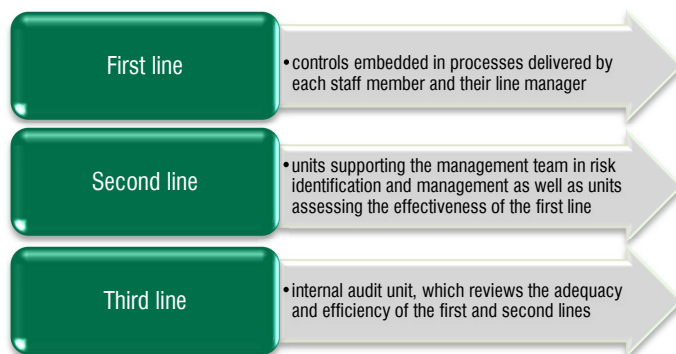 First line
•controls embedded in processes delivered by
each staff member and their line manager
Second line
•units supporting the management team in risk
identification and management as well as units
assessing the effectiveness of the first line
Third line
•internal audit unit, which reviews the adequacy
and efficiency of the first and second lines